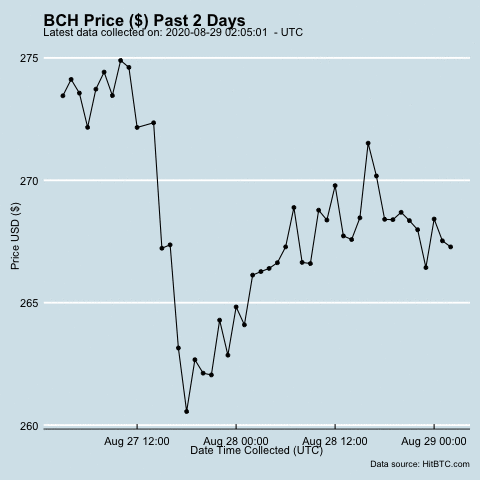 BCH Price ($) Past 2 Days
Latest data collected on: 2020-08-29 02:05:01 - UTC
275
270
265
260
Price USD ($)
Aug 27 12:00 Aug 28 00:00 Aug 28 12:00 Aug 29 00:00
Date Time Collected (UTC)
Data source: HitBTC.com